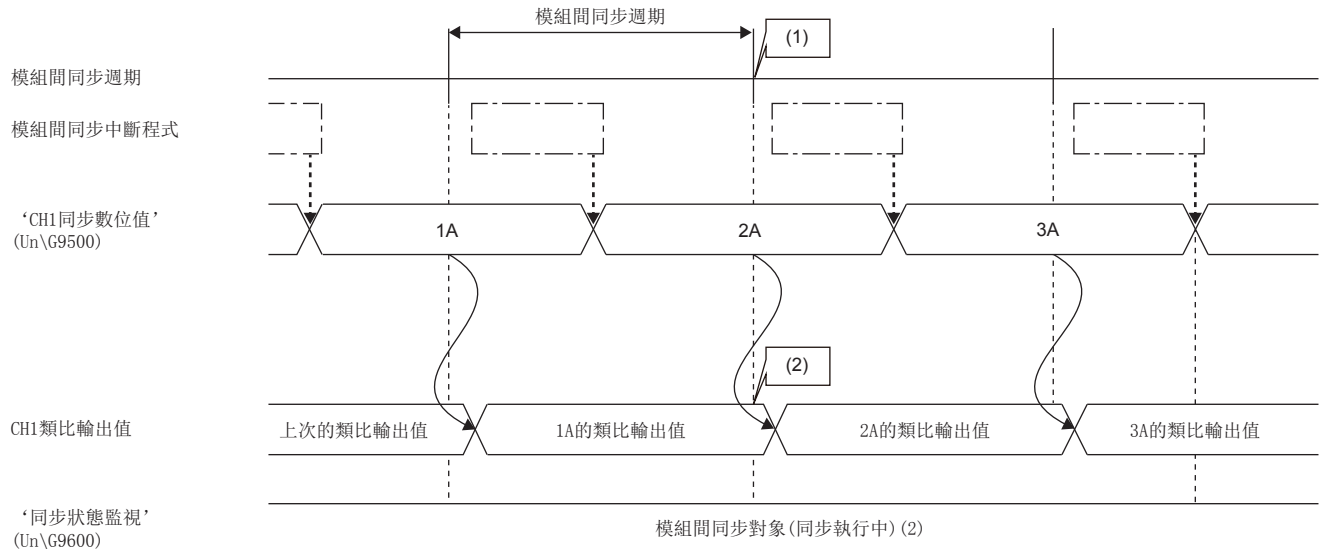 模組間同步週期
(1)
模組間同步週期
模組間同步中斷程式
‘CH1同步數位值’
(Un\G9500)
1A
2A
3A
(2)
CH1類比輸出值
上次的類比輸出值
1A的類比輸出值
2A的類比輸出值
3A的類比輸出值
‘同步狀態監視’
(Un\G9600)
模組間同步對象(同步執行中)(2)